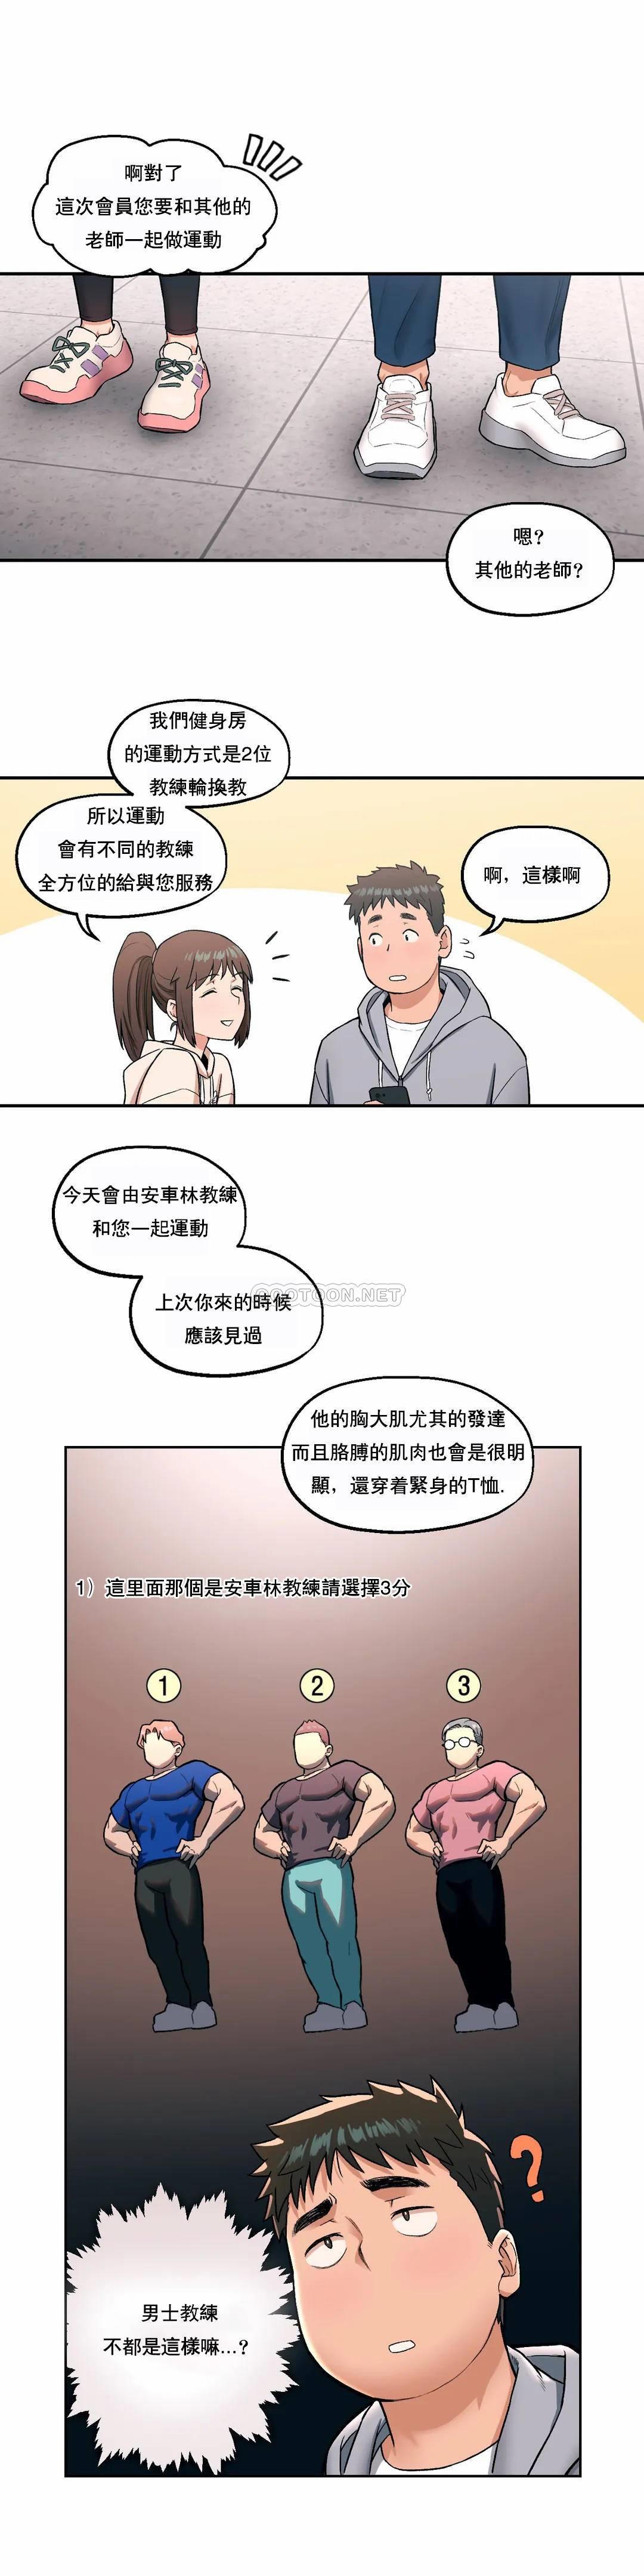 啊對了
這次會員您要和其他的
老師一起做運動
嗯?
其他的老師?
我們健身房
的運動方式是2位
教練輪換教
所以運動
會有不同的教練
全方位的給與您服務
啊,這樣啊
今天會由安車林教練
和您一起運動
上次你來的時候
應該見過
他的胸大肌尤其的發達
而且胳膊的肌肉也會是很明
顯,還穿着緊身的T恤.
1) 這里面那個是安車林教練請選擇3分
1
2
3
?
男士教練
不都是這樣嘛...?